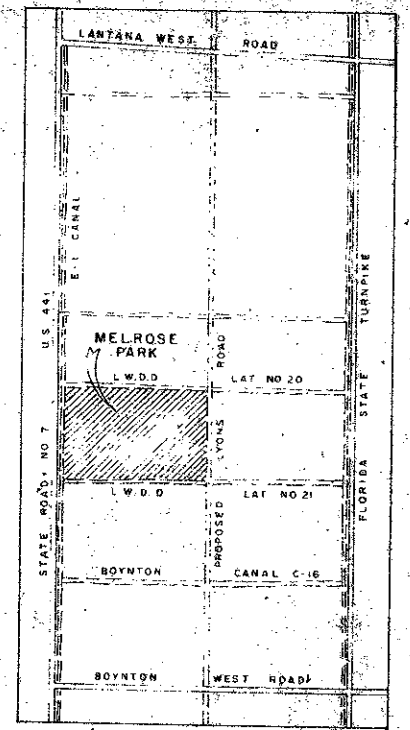 LANTANA WEST ROAD
E-1 CANAL
U.S. 441
STATE ROAD NO 7
MELROSE
PARK
L.W.D.D LAT NO 20
PROPOSED LYONS ROAD
FLORIDA STATE TURNPIKE
L.W.D.D LAT NO 21
BOYNTON CANAL C-16
BOYNTON WEST ROAD